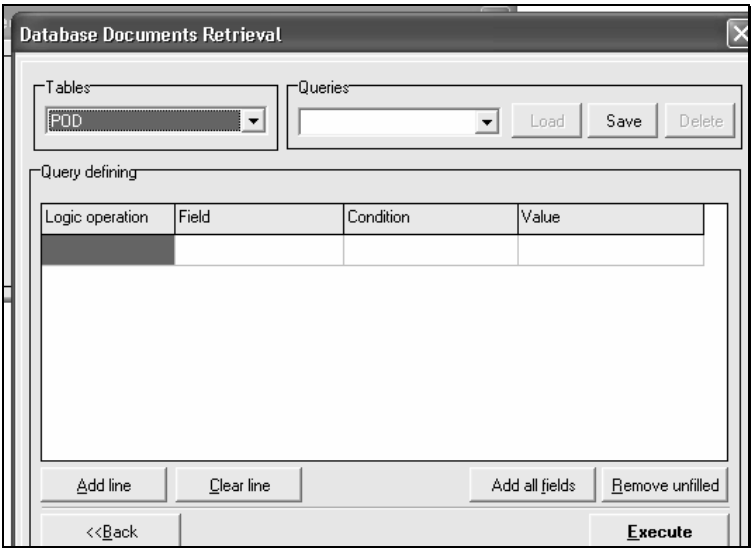 Database Documents Retrieval
Tables Queries
POD Load Save Delete
Query defining
Logic operation Field Condition Value
Add line Clear line Add all fields Remove unfilled
<<Back Execute